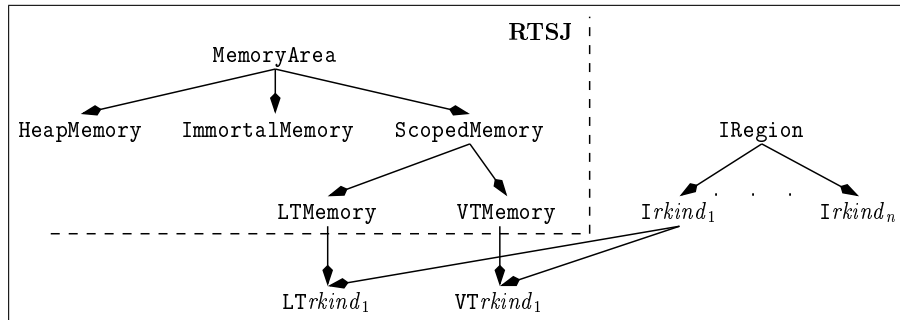 RTSJ
MemoryArea
HeapMemory ImmortalMemory ScopedMemory IRegion
. . .
LTMemory VTMemory Irkind₁ Irkindₙ
LTrkind₁ VTrkind₁